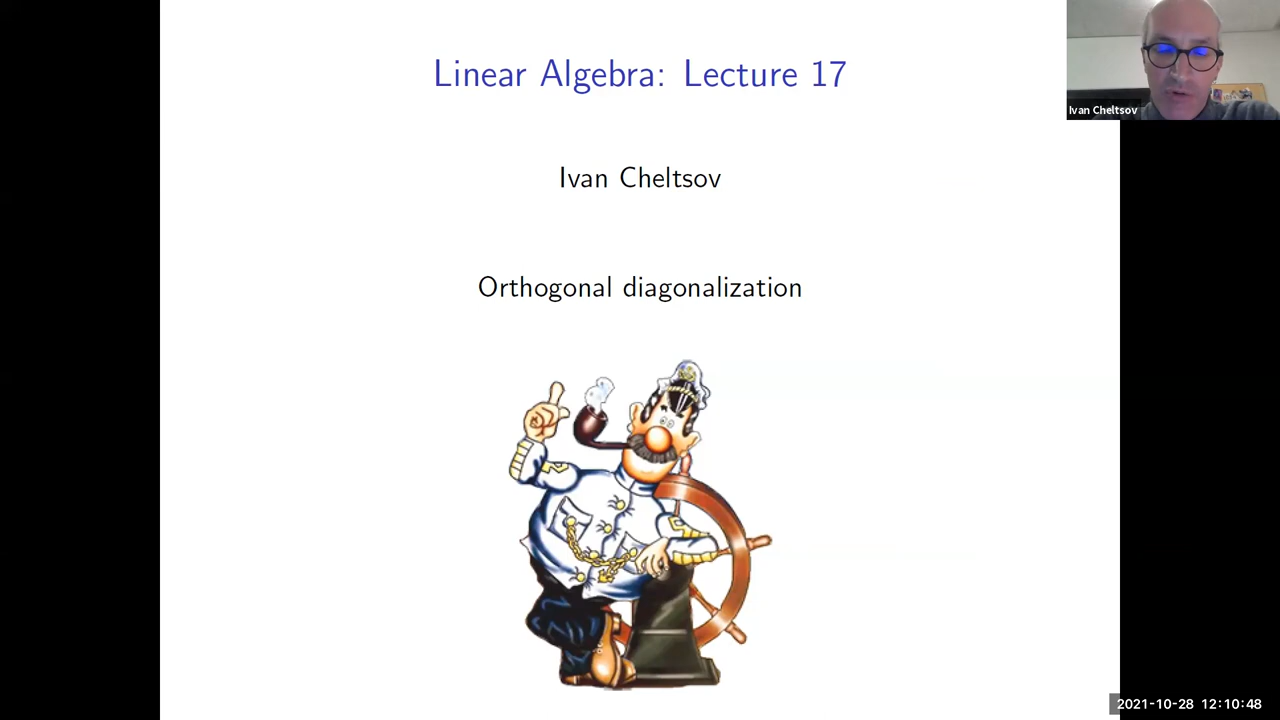 Linear Algebra: Lecture 17
Ivan Cheltsov
Ivan Cheltsov
Orthogonal diagonalization
2021-10-28 12:10:48